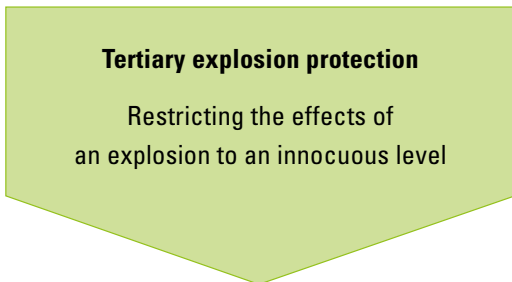 Tertiary explosion protection
Restricting the effects of
an explosion to an innocuous level